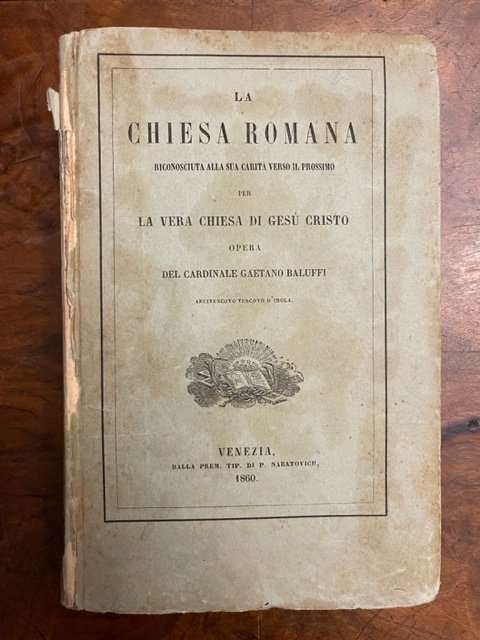 LA
CHIESA ROMANA
RICONOSCIUTA ALLA SUA CARITÀ VERSO IL PROSSIMO
PER
LA VERA CHIESA DI GESÚ CRISTO
OPERA
DEL CARDINALE GAETANO BALUFFI
ARCIVESCOVO VESCOVO D'IMOLA.
VENEZIA,
DALLA PREM. TIP. DI P. NARATOVICH,
1860.